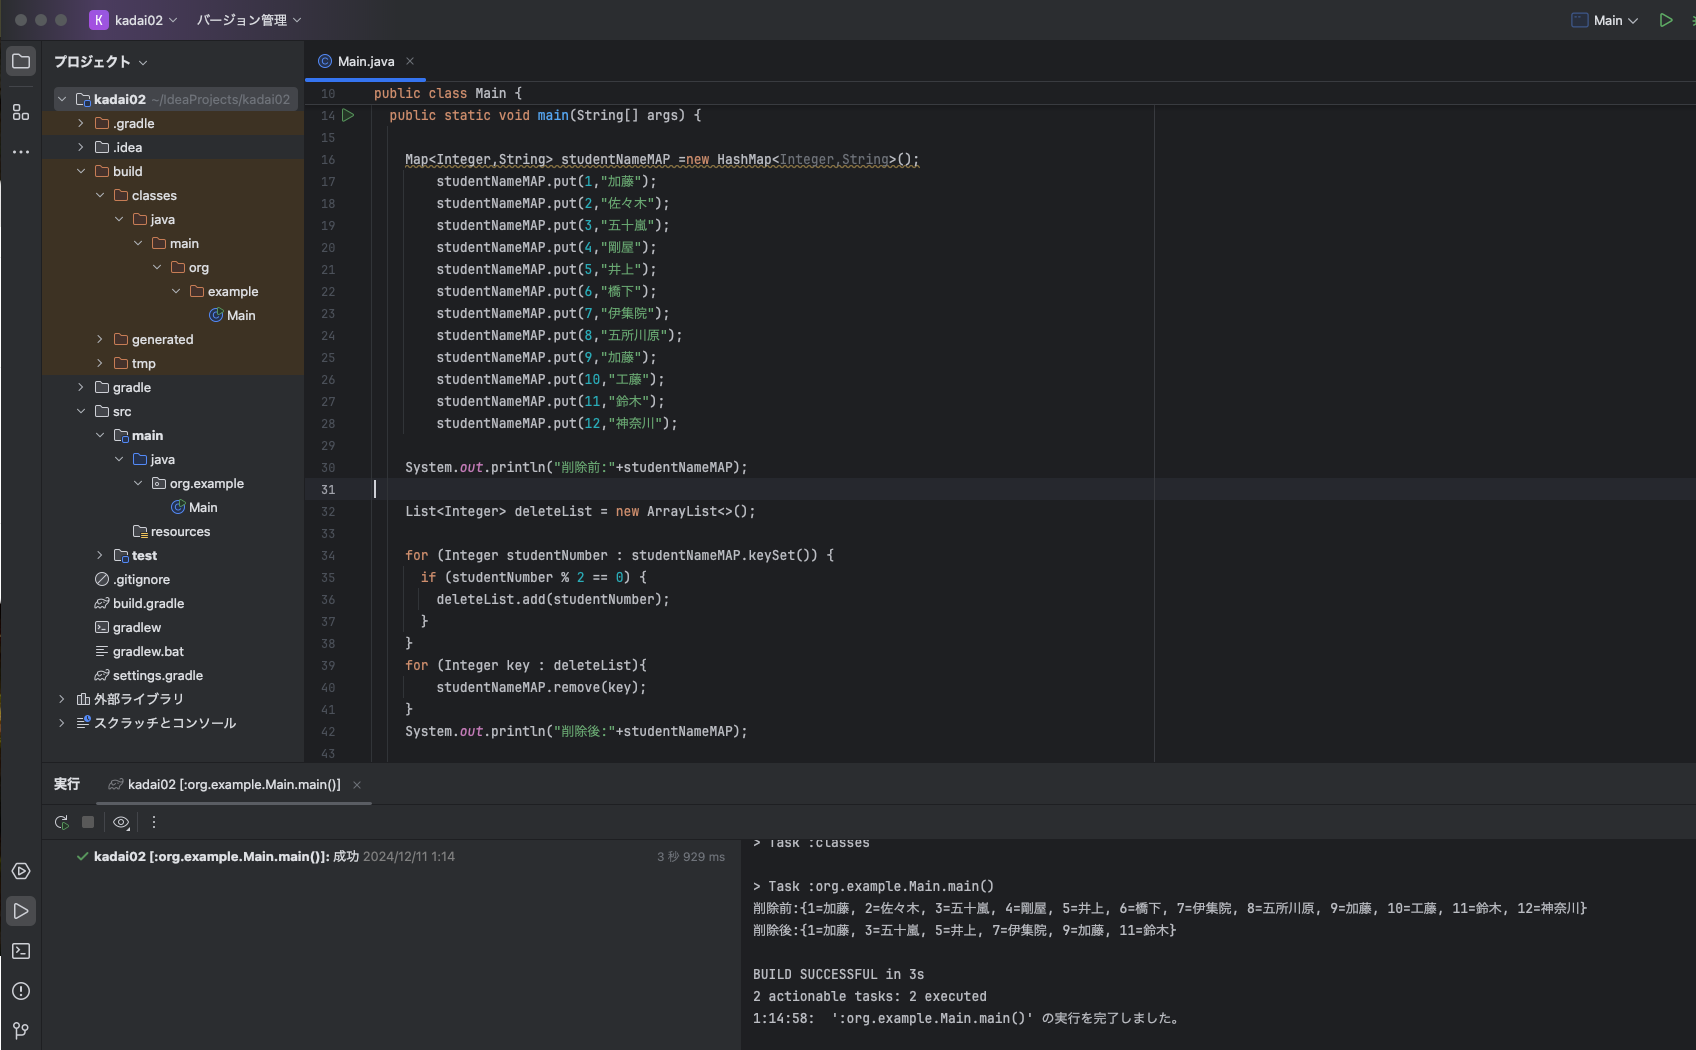 K kadai02 バージョン管理 Main
プロジェクト
Main.java
kadai02 ~/IdeaProjects/kadai02
.gradle
.idea
build
classes
java
main
org
example
Main
generated
tmp
gradle
src
main
java
org.example
Main
resources
test
.gitignore
build.gradle
gradlew
gradlew.bat
settings.gradle
外部ライブラリ
スクラッチとコンソール
10 public class Main {
14 public static void main(String[] args) {
15
16 Map<Integer,String> studentNameMAP =new HashMap<Integer,String>();
17 studentNameMAP.put(1,"加藤");
18 studentNameMAP.put(2,"佐々木");
19 studentNameMAP.put(3,"五十嵐");
20 studentNameMAP.put(4,"剛屋");
21 studentNameMAP.put(5,"井上");
22 studentNameMAP.put(6,"橋下");
23 studentNameMAP.put(7,"伊集院");
24 studentNameMAP.put(8,"五所川原");
25 studentNameMAP.put(9,"加藤");
26 studentNameMAP.put(10,"工藤");
27 studentNameMAP.put(11,"鈴木");
28 studentNameMAP.put(12,"神奈川");
29
30 System.out.println("削除前:"+studentNameMAP);
31
32 List<Integer> deleteList = new ArrayList<>();
33
34 for (Integer studentNumber : studentNameMAP.keySet()) {
35 if (studentNumber % 2 == 0) {
36 deleteList.add(studentNumber);
37 }
38 }
39 for (Integer key : deleteList){
40 studentNameMAP.remove(key);
41 }
42 System.out.println("削除後:"+studentNameMAP);
43
実行 kadai02 [:org.example.Main.main()]
kadai02 [:org.example.Main.main()]: 成功 2024/12/11 1:14 3 秒 929 ms
> Task :classes
> Task :org.example.Main.main()
削除前:{1=加藤, 2=佐々木, 3=五十嵐, 4=剛屋, 5=井上, 6=橋下, 7=伊集院, 8=五所川原, 9=加藤, 10=工藤, 11=鈴木, 12=神奈川}
削除後:{1=加藤, 3=五十嵐, 5=井上, 7=伊集院, 9=加藤, 11=鈴木}
BUILD SUCCESSFUL in 3s
2 actionable tasks: 2 executed
1:14:58: ':org.example.Main.main()' の実行を完了しました。